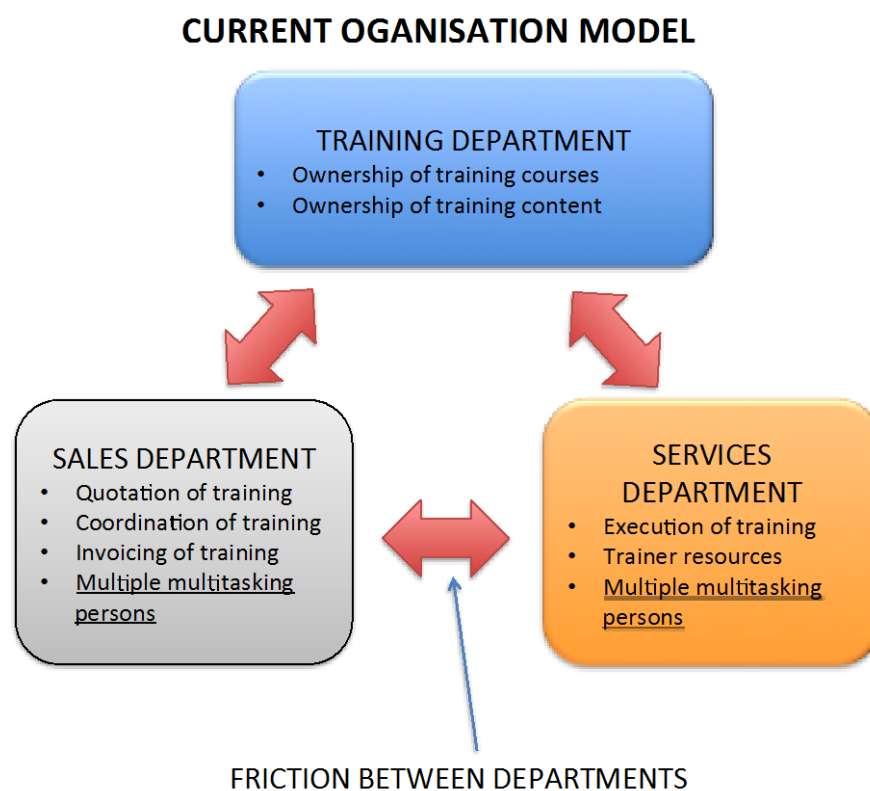 CURRENT OGANISATION MODEL
TRAINING DEPARTMENT
• Ownership of training courses
• Ownership of training content
SALES DEPARTMENT
• Quotation of training
• Coordination of training
• Invoicing of training
• Multiple multitasking
persons
SERVICES
DEPARTMENT
• Execution of training
• Trainer resources
• Multiple multitasking
persons
FRICTION BETWEEN DEPARTMENTS